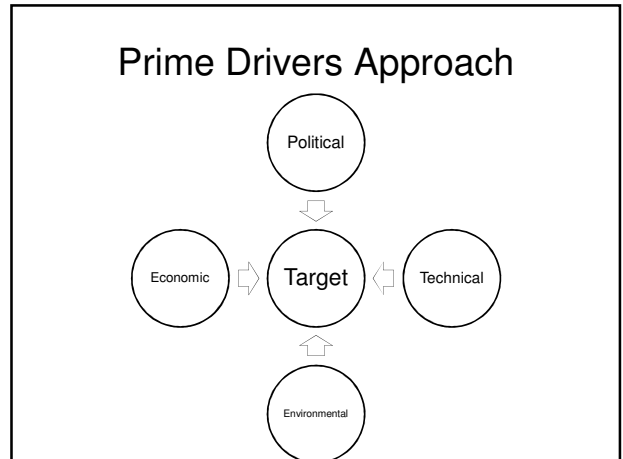 Prime Drivers Approach
Political
Economic
Target
Technical
Environmental